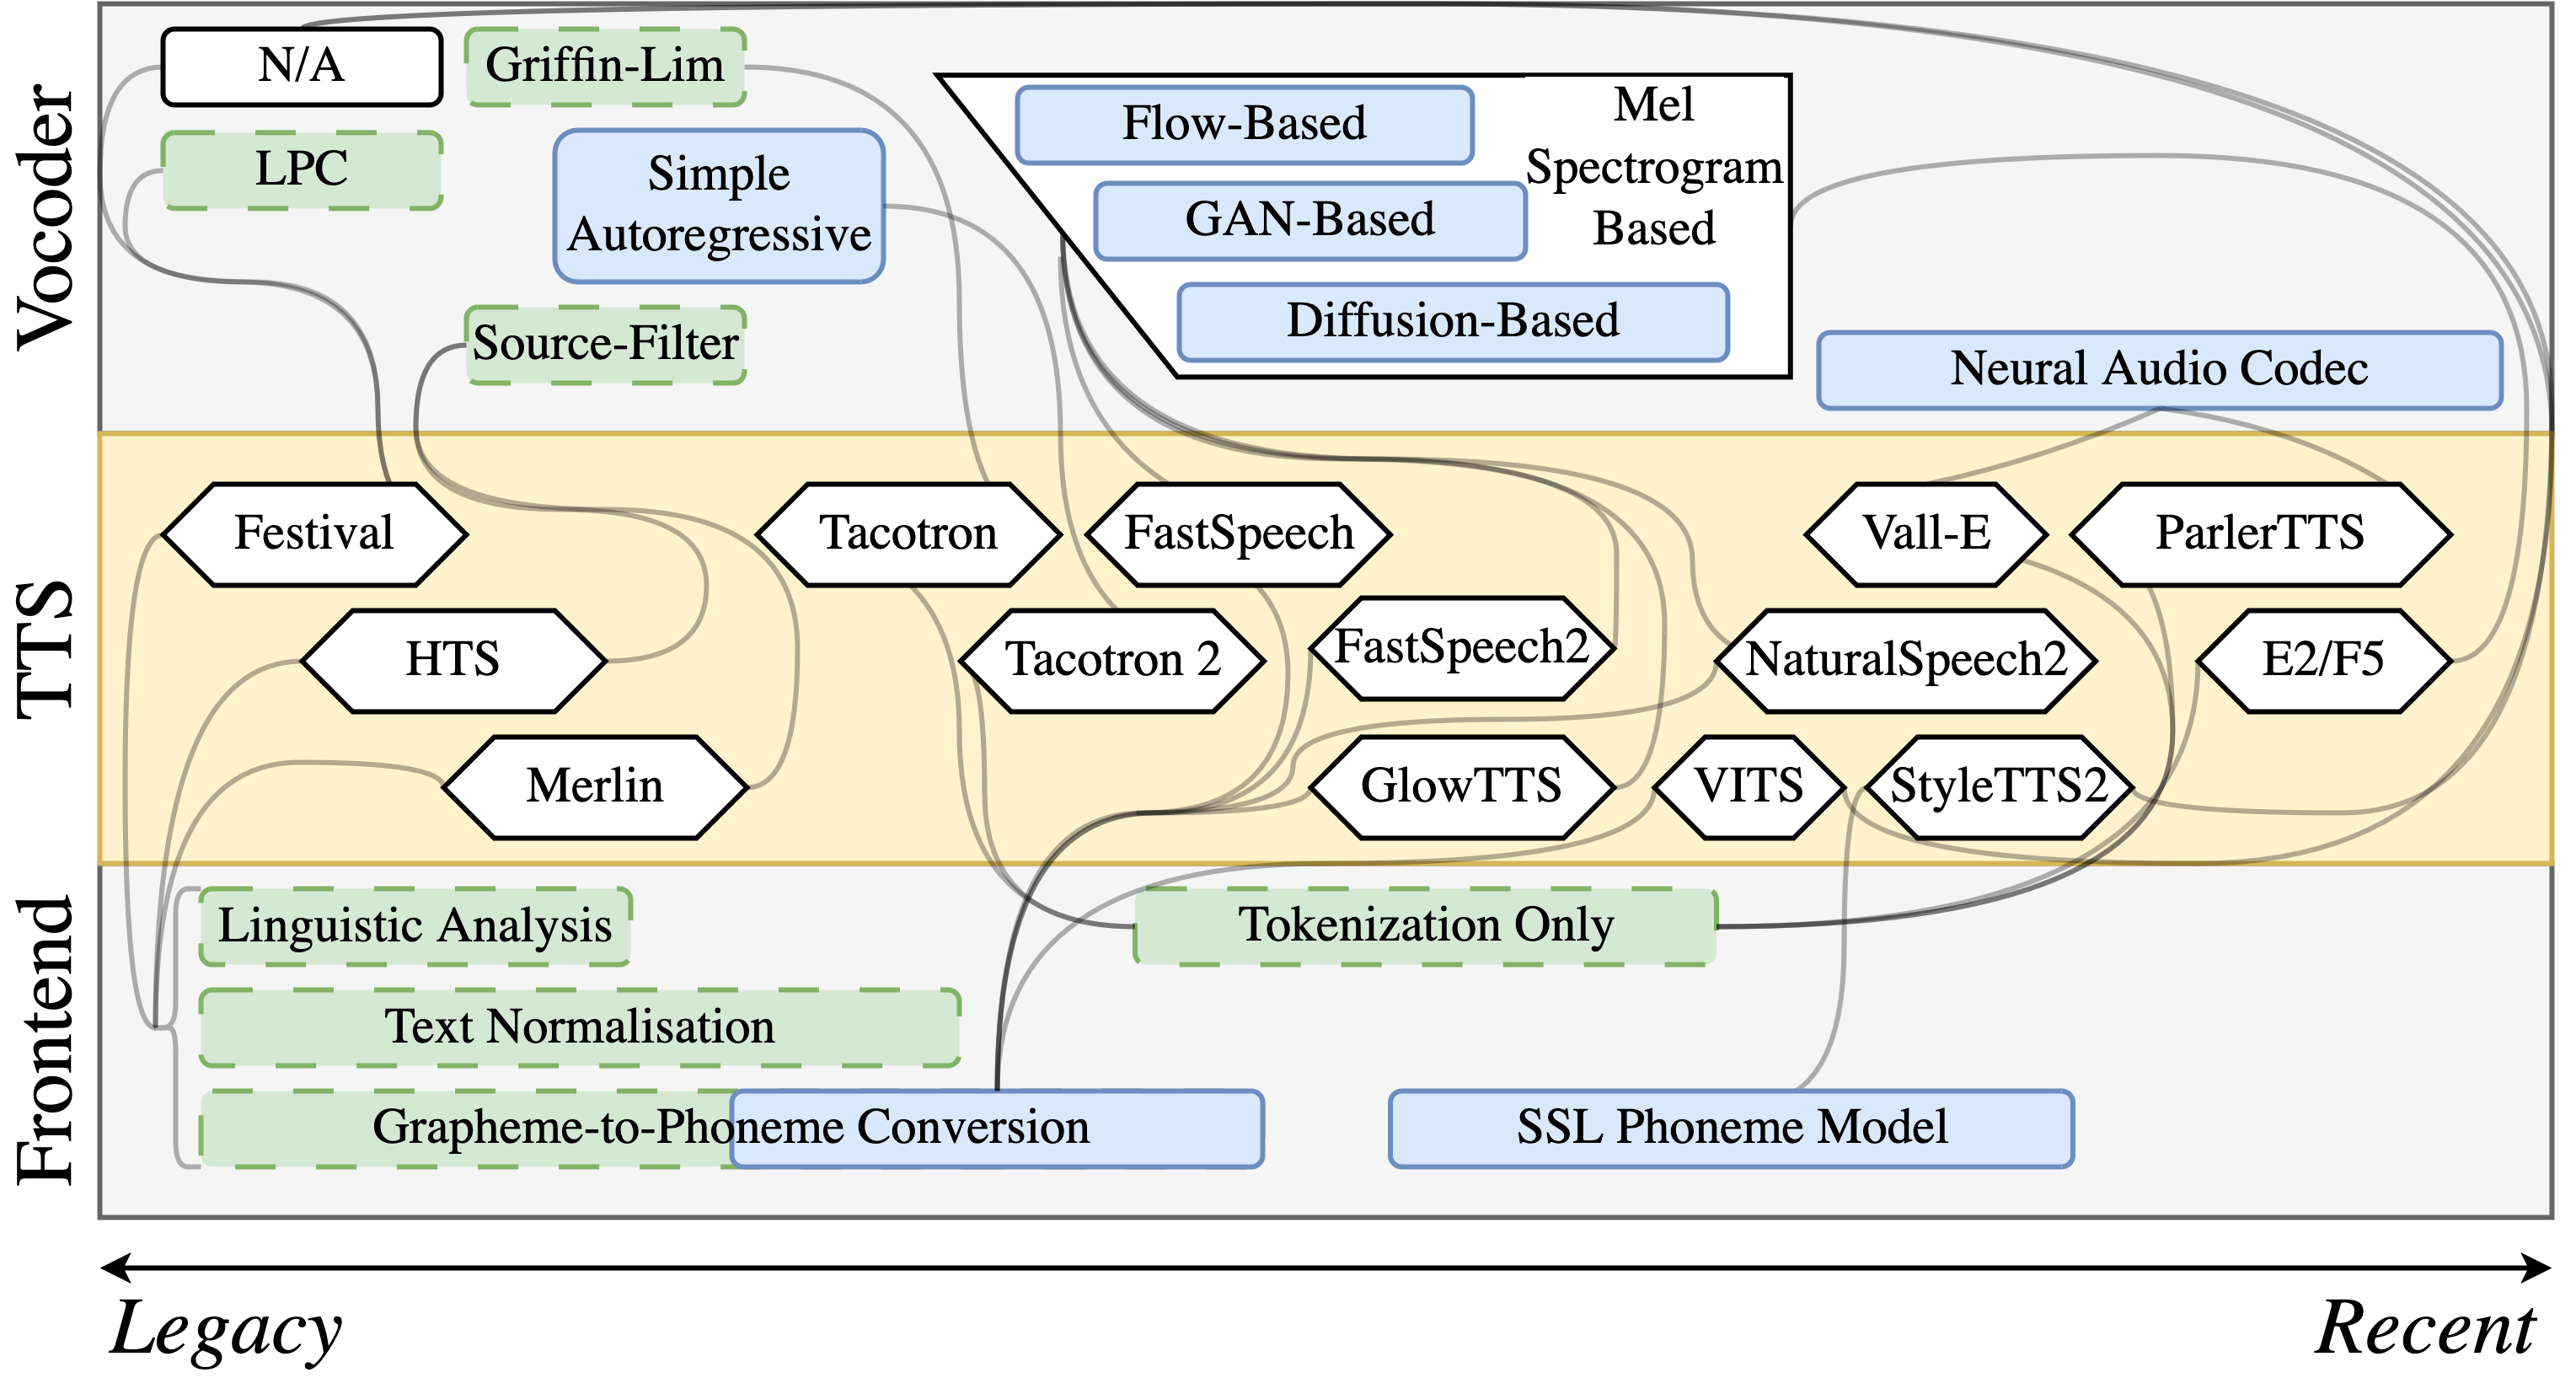 Vocoder
N/A
Griffin-Lim
LPC
Simple
Autoregressive
Source-Filter
Flow-Based
GAN-Based
Diffusion-Based
Mel
Spectrogram
Based
Neural Audio Codec
TTS
Festival
Tacotron
FastSpeech
Vall-E
ParlerTTS
HTS
Tacotron 2
FastSpeech2
NaturalSpeech2
E2/F5
Merlin
GlowTTS
VITS
StyleTTS2
Frontend
Linguistic Analysis
Tokenization Only
Text Normalisation
Grapheme-to-Phoneme Conversion
SSL Phoneme Model
Legacy
Recent